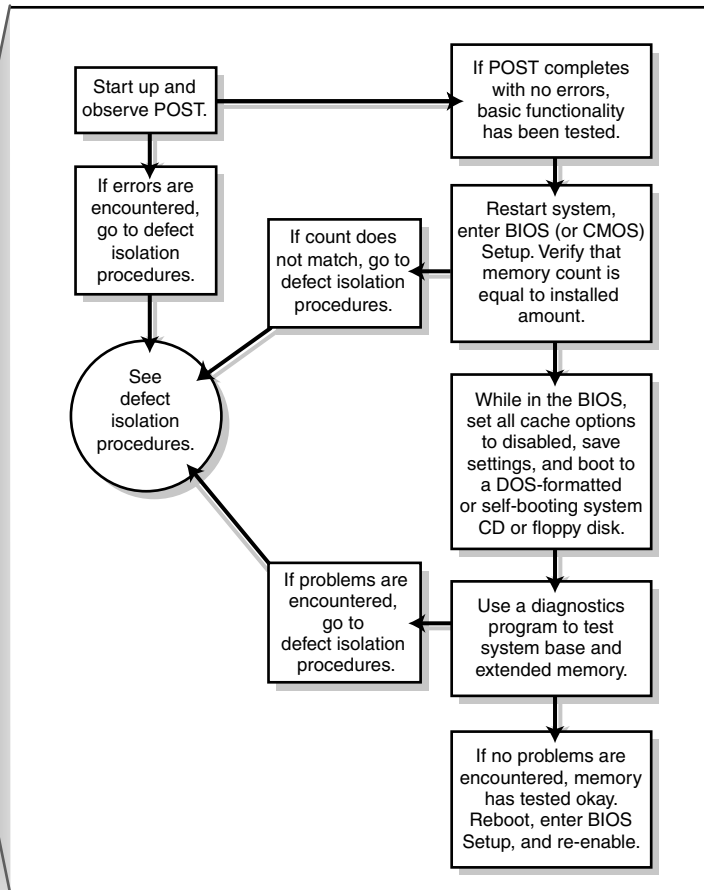 Start up and
observe POST.
If POST completes
with no errors,
basic functionality
has been tested.
If errors are
encountered,
go to defect
isolation
procedures.
If count does
not match, go to
defect isolation
procedures.
Restart system,
enter BIOS (or CMOS)
Setup. Verify that
memory count is
equal to installed
amount.
See
defect
isolation
procedures.
While in the BIOS,
set all cache options
to disabled, save
settings, and boot to
a DOS-formatted
or self-booting system
CD or floppy disk.
If problems are
encountered,
go to
defect isolation
procedures.
Use a diagnostics
program to test
system base and
extended memory.
If no problems are
encountered, memory
has tested okay.
Reboot, enter BIOS
Setup, and re-enable.